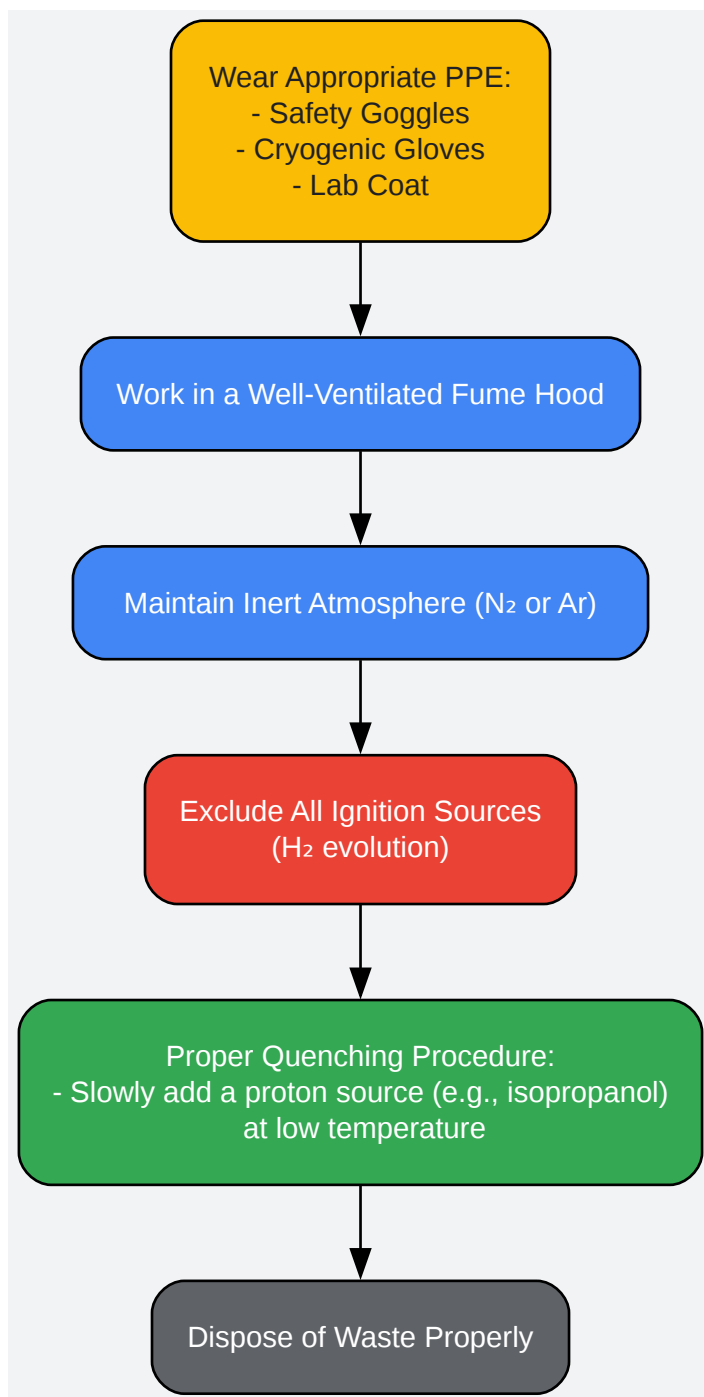 Wear Appropriate PPE:
- Safety Goggles
- Cryogenic Gloves
- Lab Coat
Work in a Well-Ventilated Fume Hood
Maintain Inert Atmosphere (N₂ or Ar)
Exclude All Ignition Sources
(H₂ evolution)
Proper Quenching Procedure:
- Slowly add a proton source (e.g., isopropanol)
at low temperature
Dispose of Waste Properly